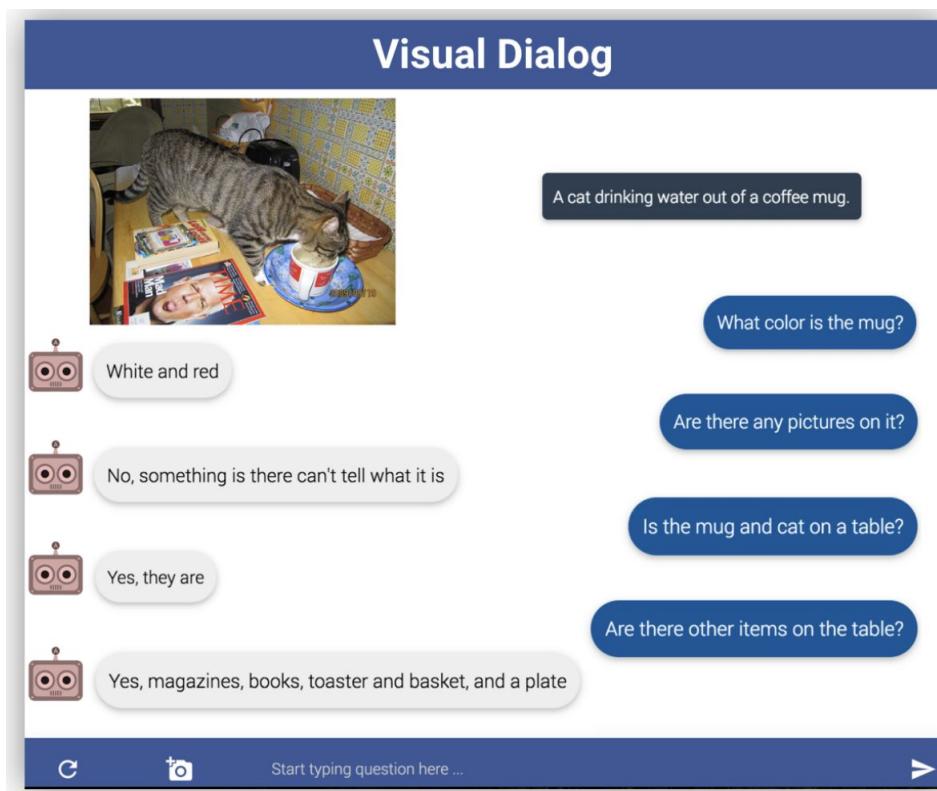 Visual Dialog
A cat drinking water out of a coffee mug.
TIME
Mad
Man
What color is the mug?
White and red
Are there any pictures on it?
No, something is there can't tell what it is
Is the mug and cat on a table?
Yes, they are
Are there other items on the table?
Yes, magazines, books, toaster and basket, and a plate
Start typing question here ...